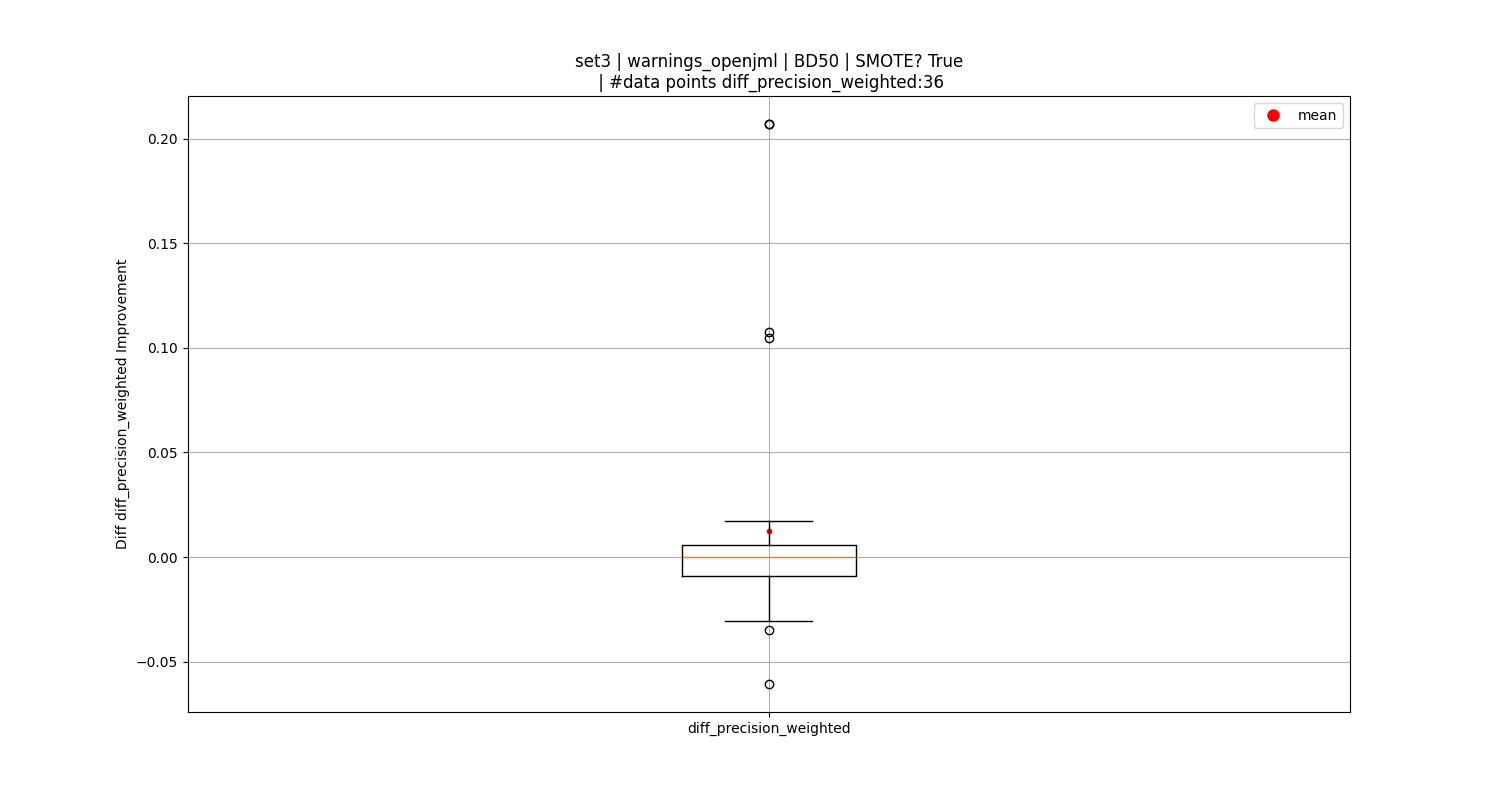 set3 | warnings_openjml | BD50 | SMOTE? True
| #data points diff_precision_weighted:36
mean
0.20
0.15
0.10
0.05
0.00
−0.05
Diff diff_precision_weighted Improvement
diff_precision_weighted